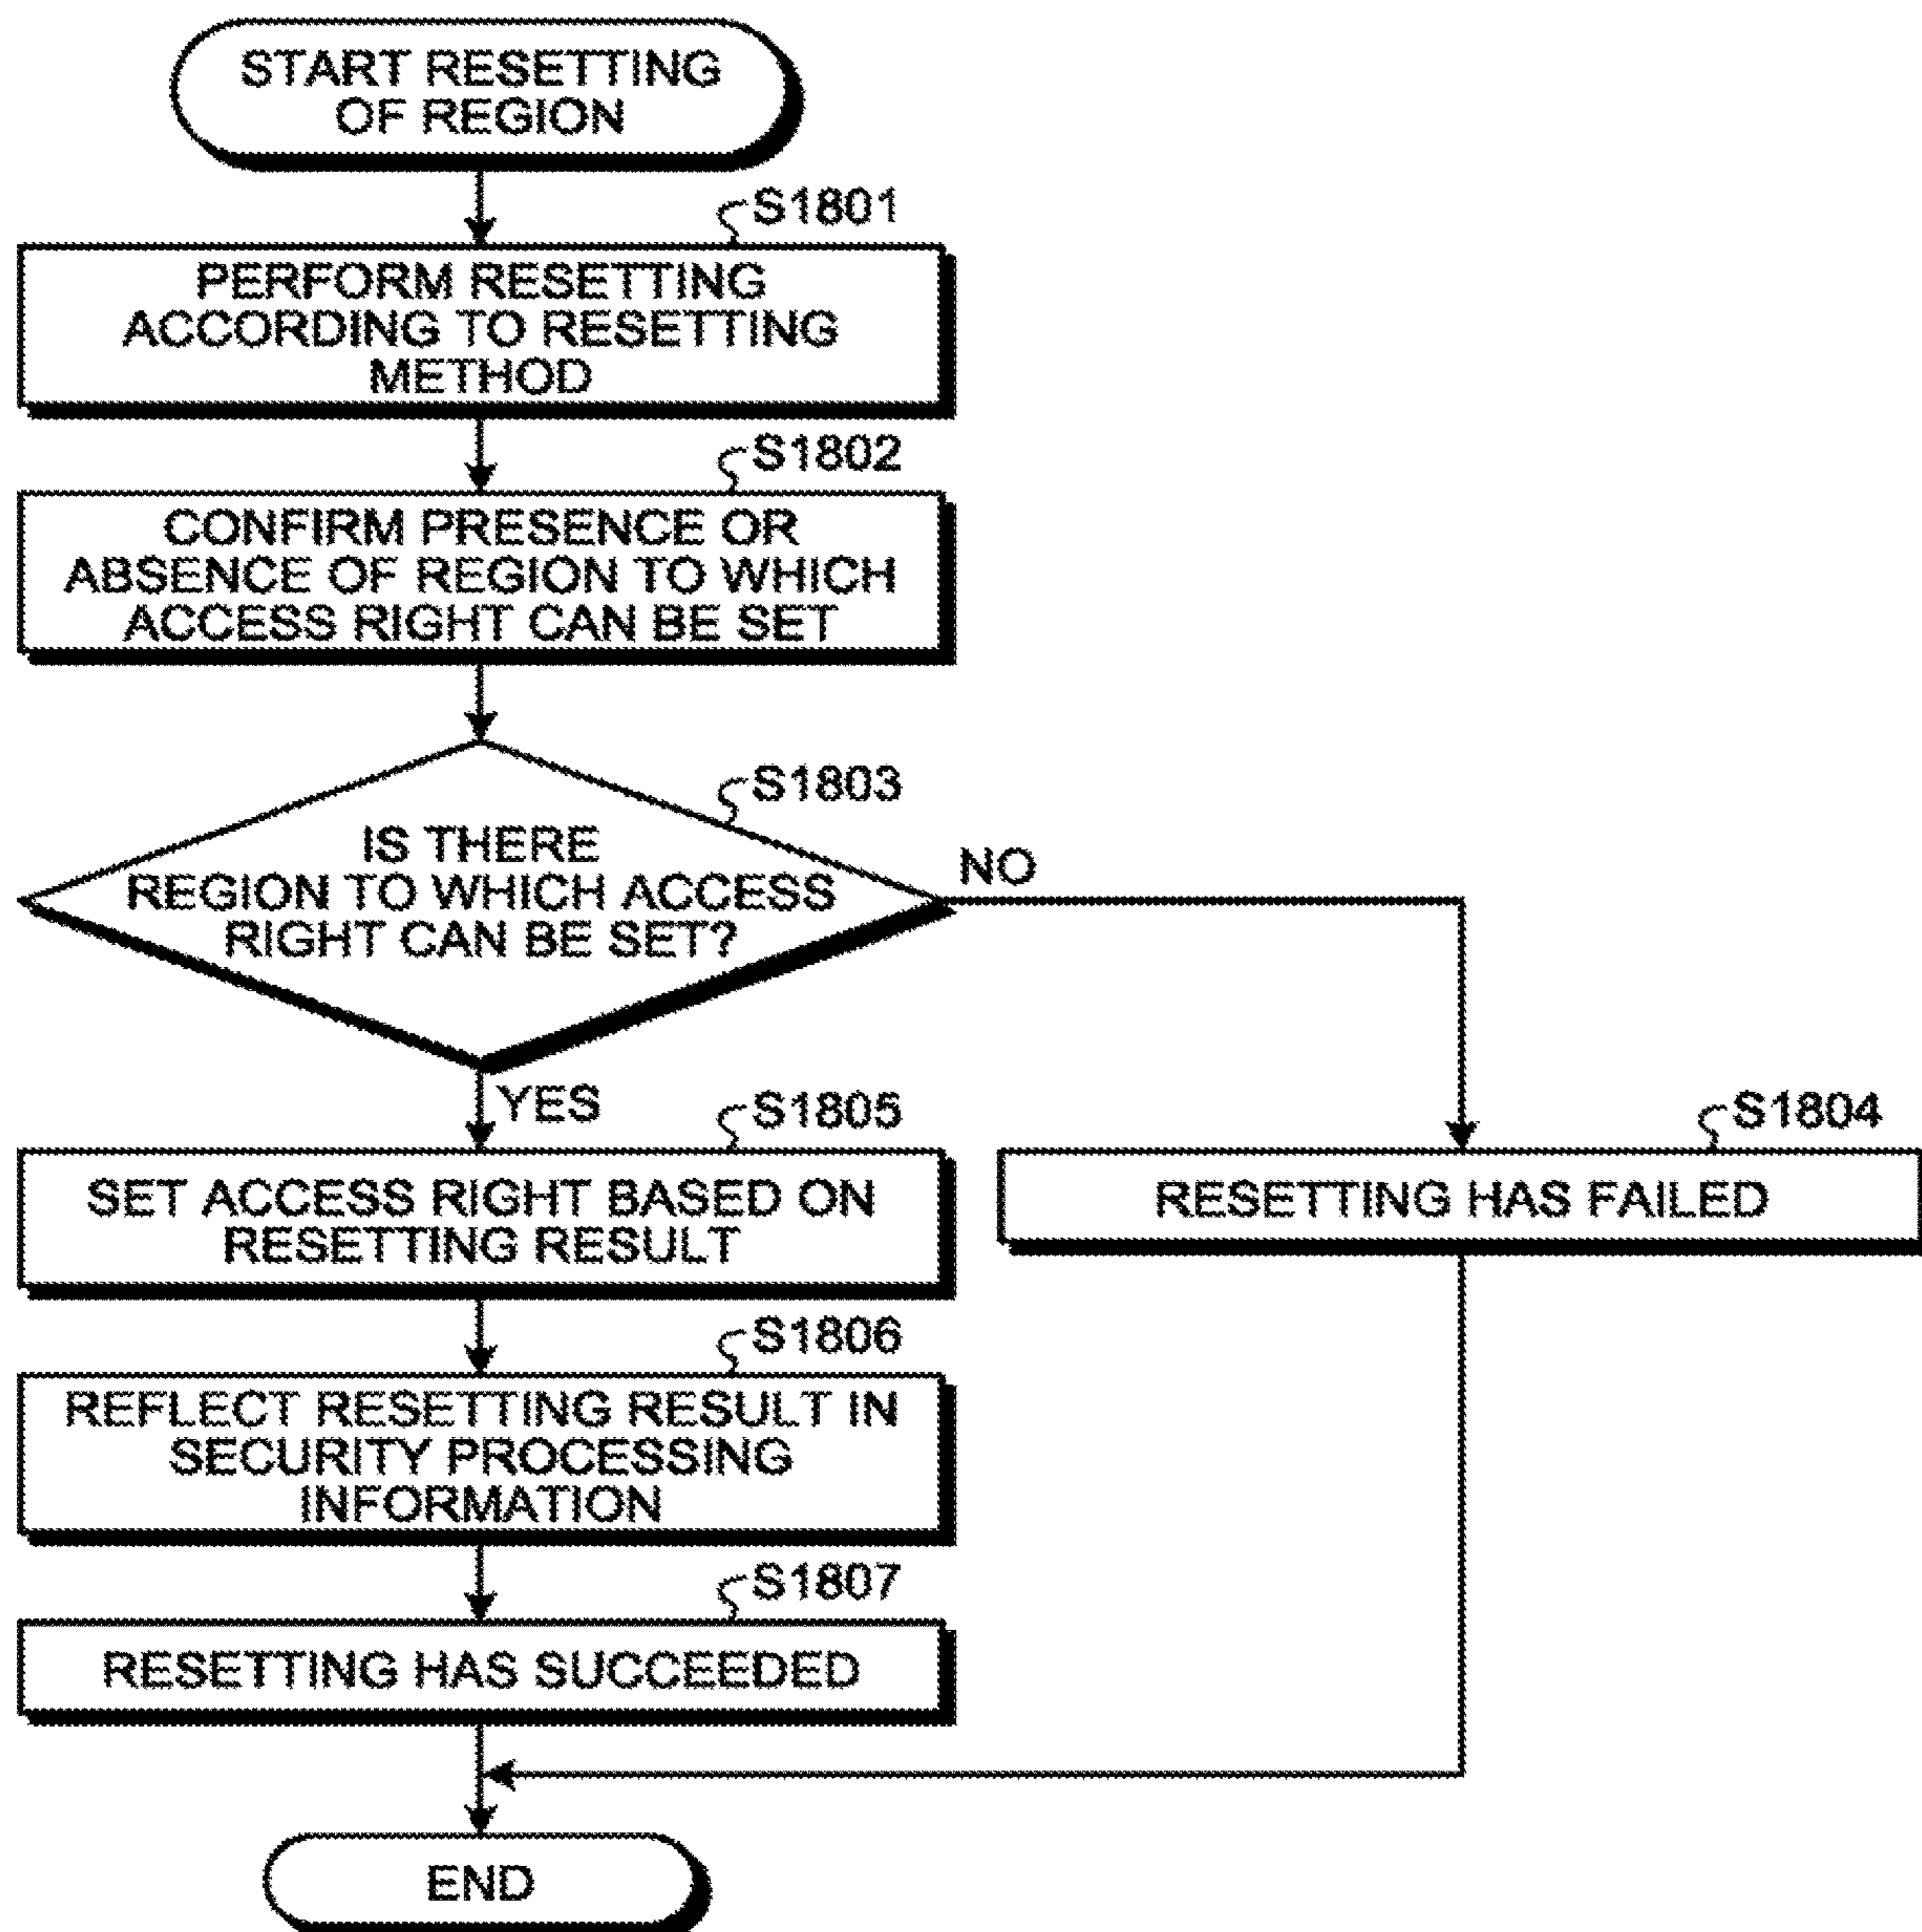 START RESETTING
OF REGION
S1801
PERFORM RESETTING
ACCORDING TO RESETTING
METHOD
S1802
CONFIRM PRESENCE OR
ABSENCE OF REGION TO WHICH
ACCESS RIGHT CAN BE SET
S1803
IS THERE
REGION TO WHICH ACCESS
RIGHT CAN BE SET?
NO
YES
S1805
SET ACCESS RIGHT BASED ON
RESETTING RESULT
S1804
RESETTING HAS FAILED
S1806
REFLECT RESETTING RESULT IN
SECURITY PROCESSING
INFORMATION
S1807
RESETTING HAS SUCCEEDED
END